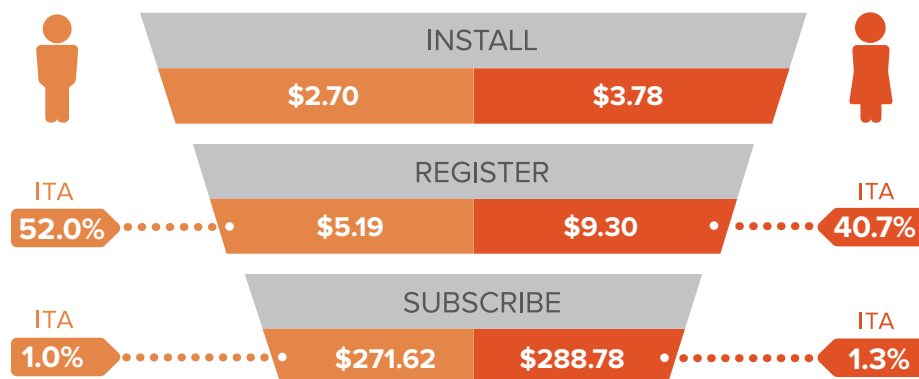 INSTALL
$2.70 $3.78
REGISTER
ITA ITA
52.0% $5.19 $9.30 40.7%
SUBSCRIBE
ITA ITA
1.0% $271.62 $288.78 1.3%